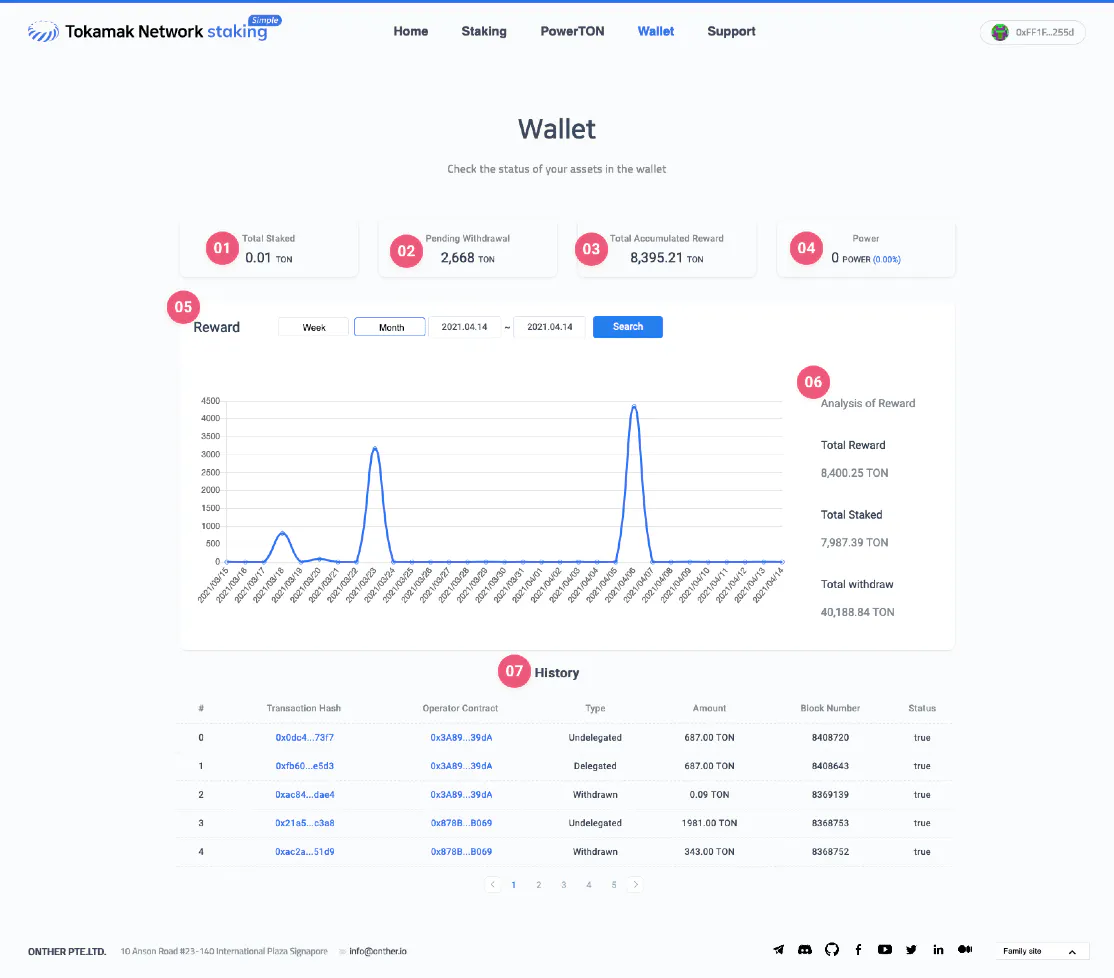 Tokamak Network staking Simple
Home Staking PowerTON Wallet Support
0xFF1F...255d
Wallet
Check the status of your assets in the wallet
01 Total Staked
0.01 TON
02 Pending Withdrawal
2,668 TON
03 Total Accumulated Reward
8,395.21 TON
04 Power
0 POWER (0.00%)
05
Reward Week Month 2021.04.14 ~ 2021.04.14 Search
4500
4000
3500
3000
2500
2000
1500
1000
500
0
2021/03/15 2021/03/16 2021/03/17 2021/03/18 2021/03/19 2021/03/20 2021/03/21 2021/03/22 2021/03/23 2021/03/24 2021/03/25 2021/03/26 2021/03/27 2021/03/28 2021/03/29 2021/03/30 2021/03/31 2021/04/01 2021/04/02 2021/04/03 2021/04/04 2021/04/05 2021/04/06 2021/04/07 2021/04/08 2021/04/09 2021/04/10 2021/04/11 2021/04/12 2021/04/13 2021/04/14
06
Analysis of Reward
Total Reward
8,400.25 TON
Total Staked
7,987.39 TON
Total withdraw
40,188.84 TON
07 History
# Transaction Hash Operator Contract Type Amount Block Number Status
0 0x0dc4...73f7 0x3A89...39dA Undelegated 687.00 TON 8408720 true
1 0xfb60...e5d3 0x3A89...39dA Delegated 687.00 TON 8408643 true
2 0xac84...dae4 0x3A89...39dA Withdrawn 0.09 TON 8369139 true
3 0x21a5...c3a8 0x878B...B069 Undelegated 1981.00 TON 8368753 true
4 0xac2a...51d9 0x878B...B069 Withdrawn 343.00 TON 8368752 true
< 1 2 3 4 5 >
ONTHER PTE.LTD. 10 Anson Road #23-140 International Plaza Signapore info@onther.io
Family site